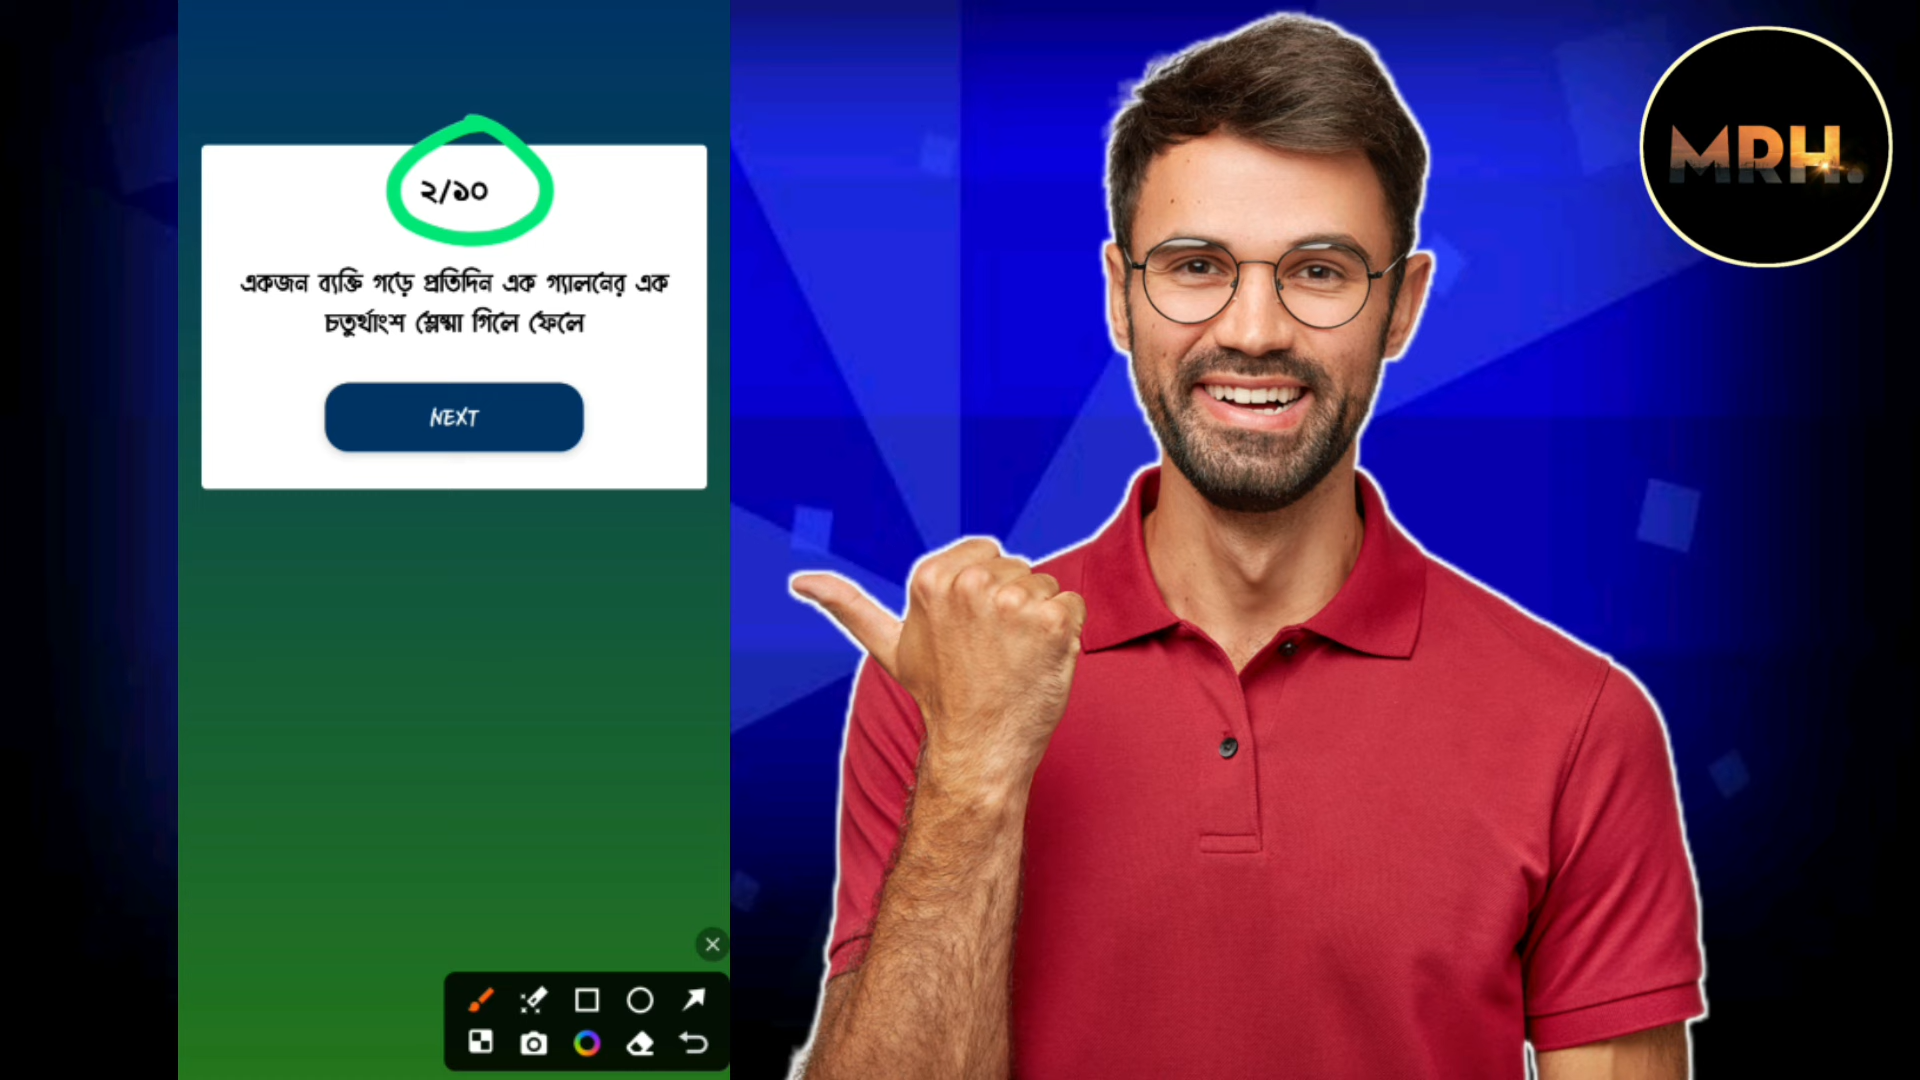 ২/১০
একজন ব্যক্তি গড়ে প্রতিদিন এক গ্যালনের এক
চতুর্থাংশ শ্লেষ্মা গিলে ফেলে
NEXT
MRH.